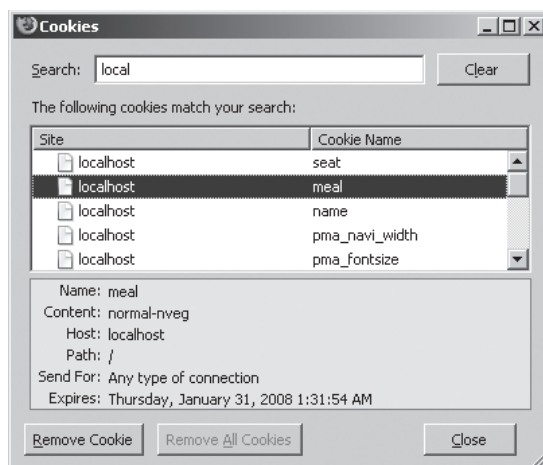 Cookies
Search: local Clear
The following cookies match your search:
Site Cookie Name
localhost seat
localhost meal
localhost name
localhost pma_navi_width
localhost pma_fontsize
Name: meal
Content: normal-nveg
Host: localhost
Path: /
Send For: Any type of connection
Expires: Thursday, January 31, 2008 1:31:54 AM
Remove Cookie Remove All Cookies Close